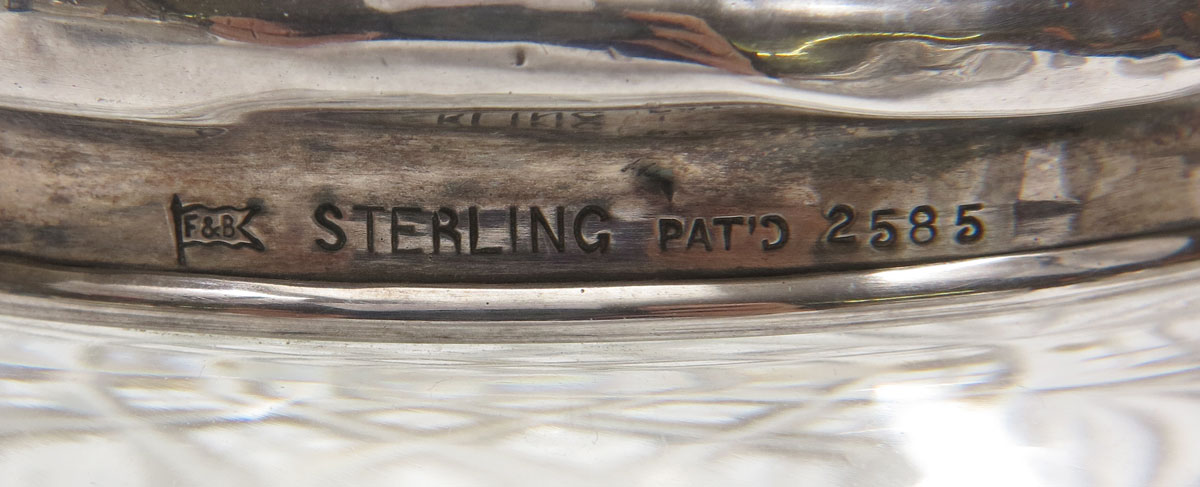 F&B STERLING PAT'D 2585